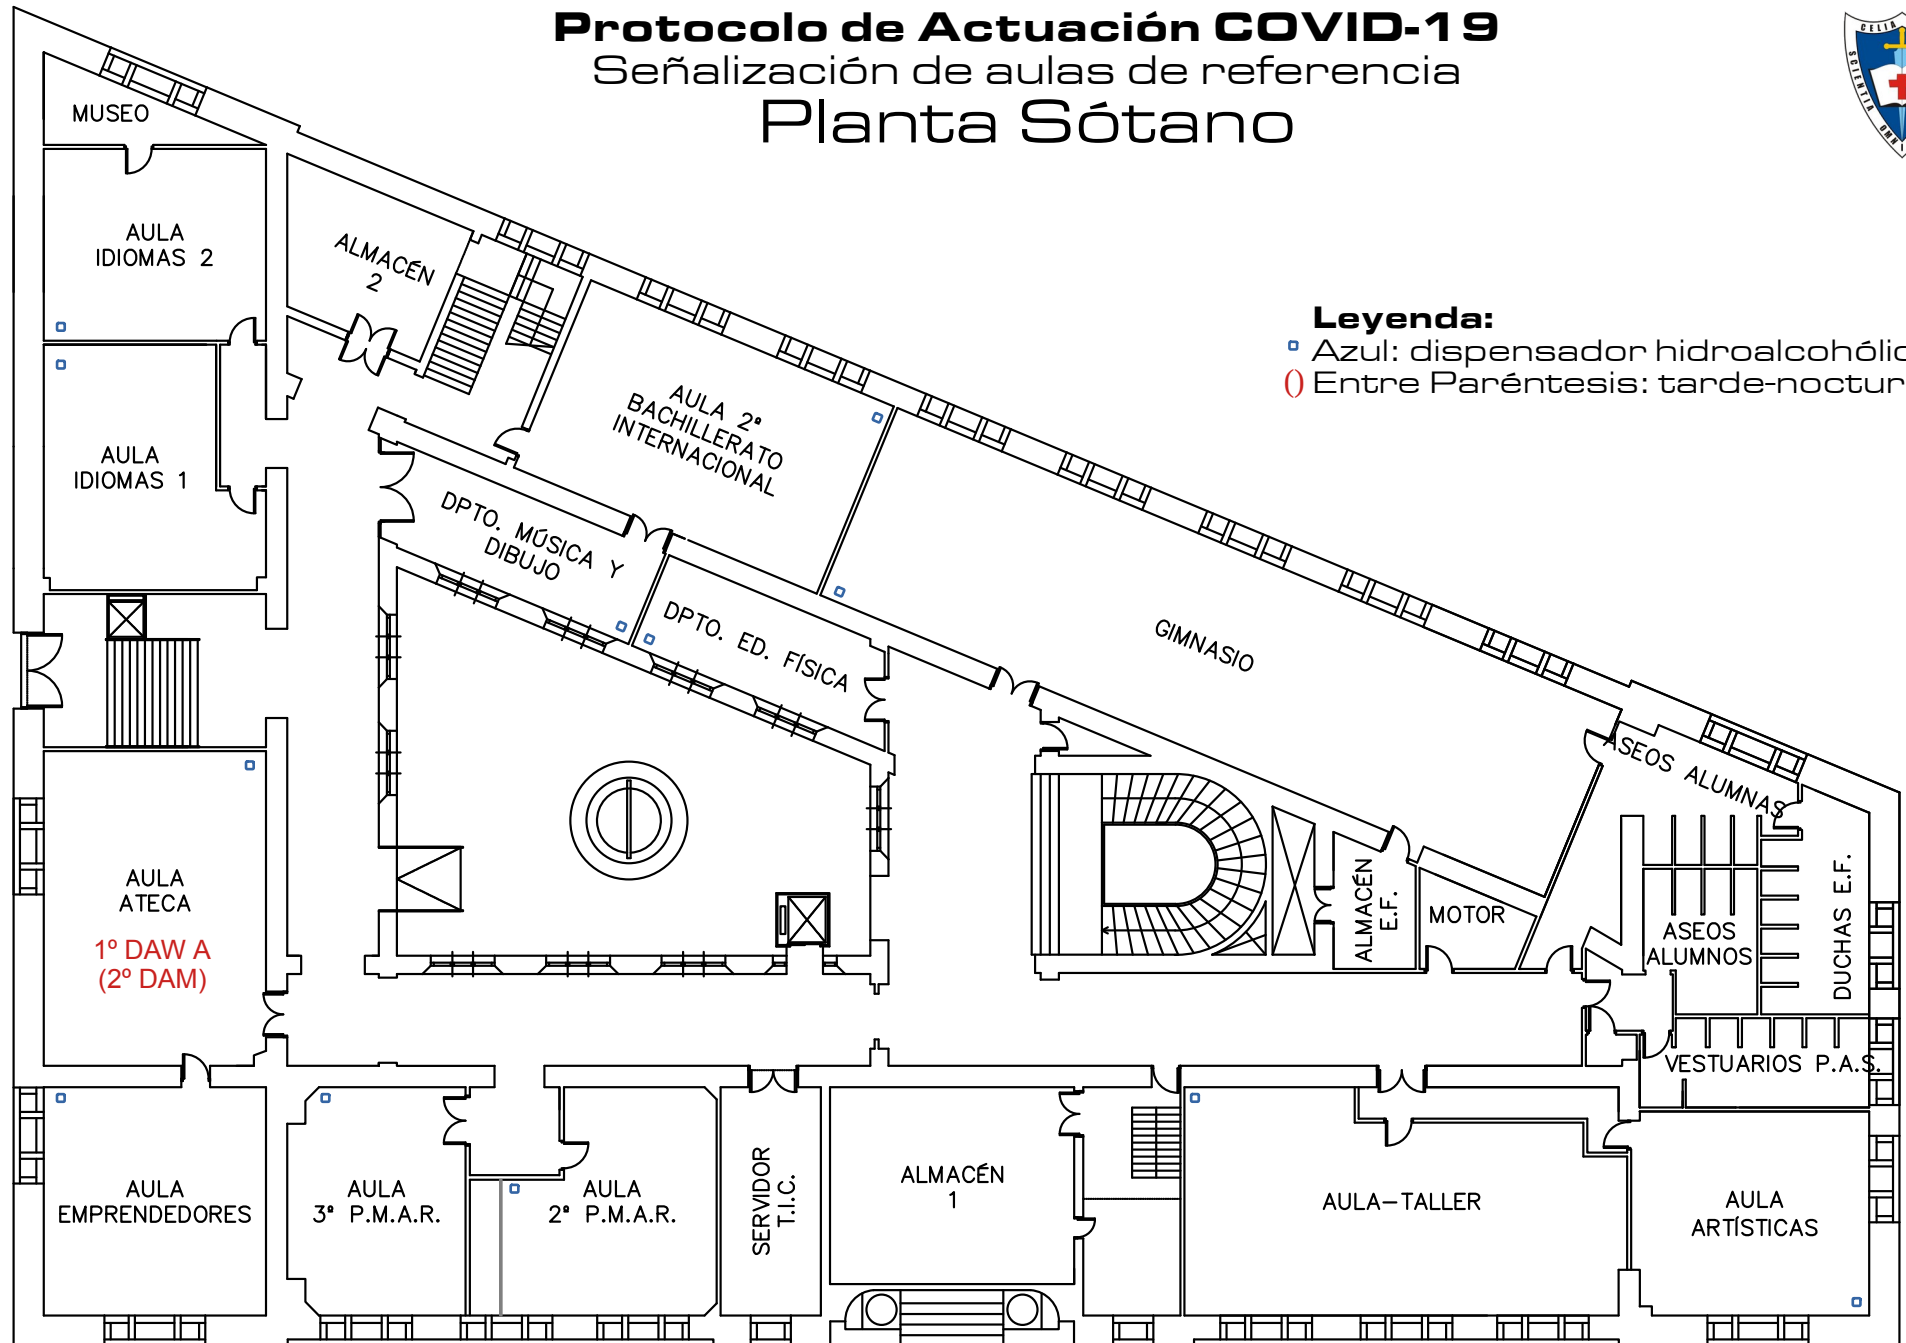 Protocolo de Actuación COVID-19
Señalización de aulas de referencia
Planta Sótano
CELIA
SCIENTIA
MUSEO
AULA
IDIOMAS 2
ALMACÉN
2
Leyenda:
Azul: dispensador hidroalcohólic
() Entre Paréntesis: tarde-noctur
AULA 2º
BACHILLERATO
INTERNACIONAL
AULA
IDIOMAS 1
DPTO. MÚSICA Y
DIBUJO
DPTO. ED. FÍSICA
GIMNASIO
ASEOS ALUMNAS
AULA
ATECA
1º DAW A
(2º DAM)
ALMACÉN
E.F.
MOTOR
ASEOS
ALUMNOS
DUCHAS E.F.
VESTUARIOS P.A.S.
AULA
EMPRENDEDORES
AULA
3º P.M.A.R.
AULA
2º P.M.A.R.
SERVIDOR
T.I.C.
ALMACÉN
1
AULA-TALLER
AULA
ARTÍSTICAS